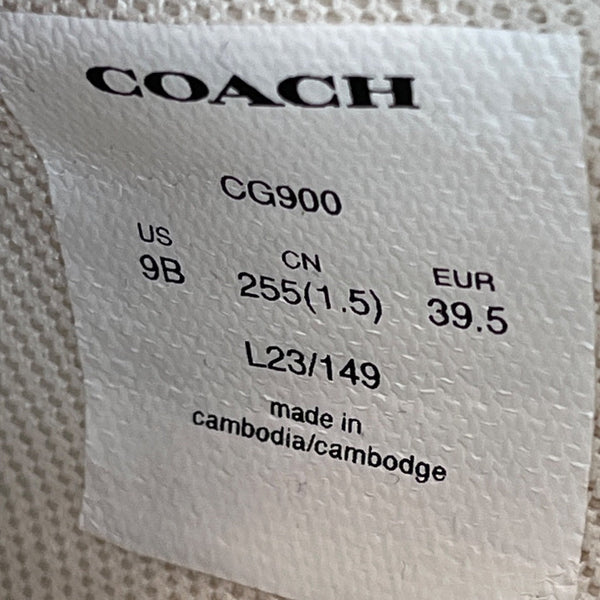 COACH
CG900
US CN EUR
9B 255(1.5) 39.5
L23/149
made in
cambodia/cambodge